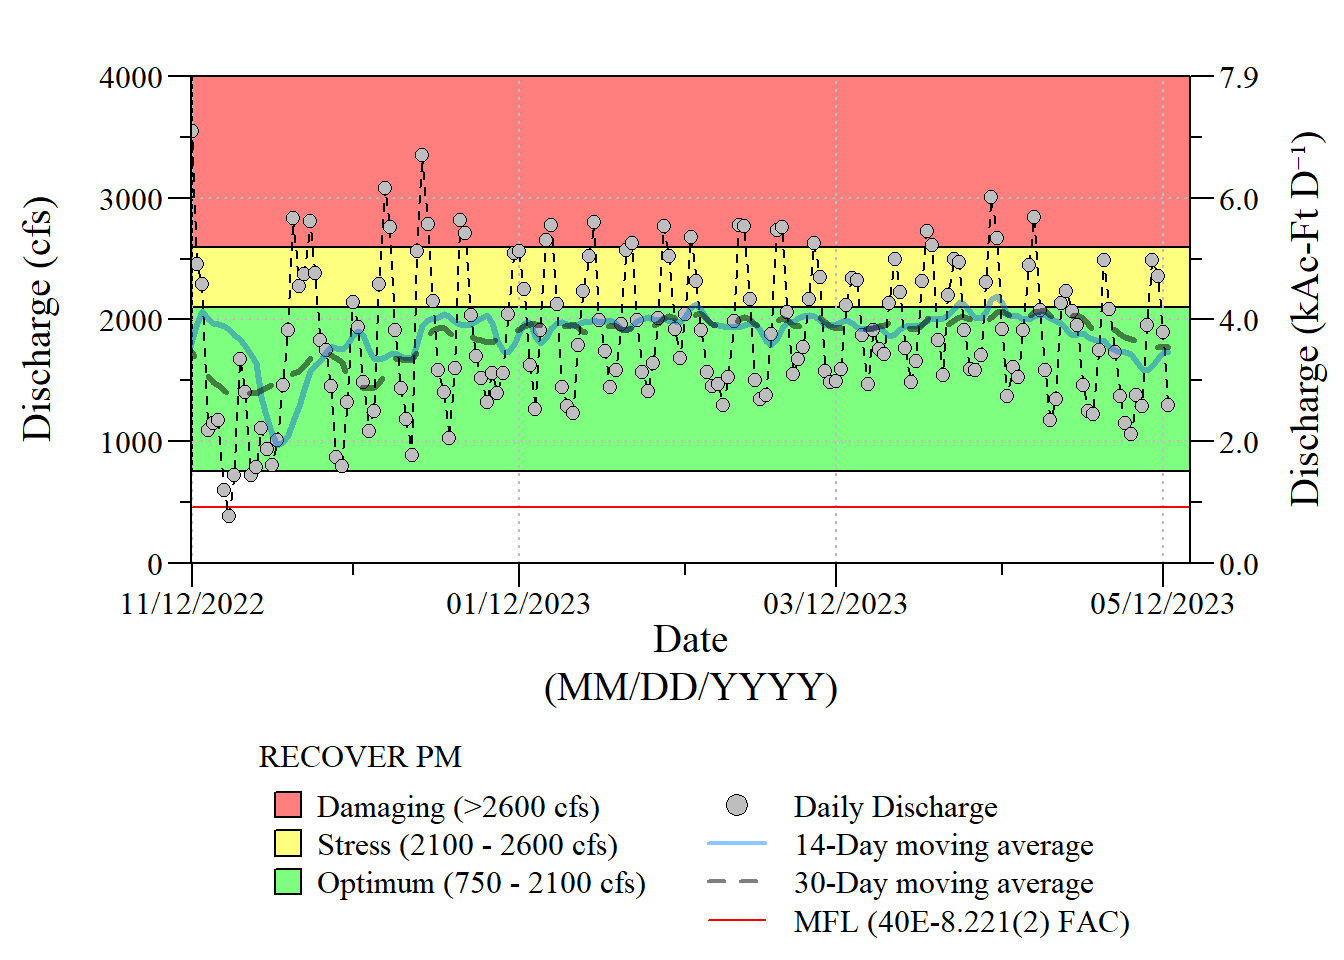 4000
3000
2000
1000
0
Discharge (cfs)
7.9
6.0
4.0
2.0
0.0
Discharge (kAc-Ft D⁻¹)
11/12/2022
01/12/2023
03/12/2023
05/12/2023
Date
(MM/DD/YYYY)
RECOVER PM
Damaging (>2600 cfs)
Stress (2100 - 2600 cfs)
Optimum (750 - 2100 cfs)
Daily Discharge
14-Day moving average
30-Day moving average
MFL (40E-8.221(2) FAC)